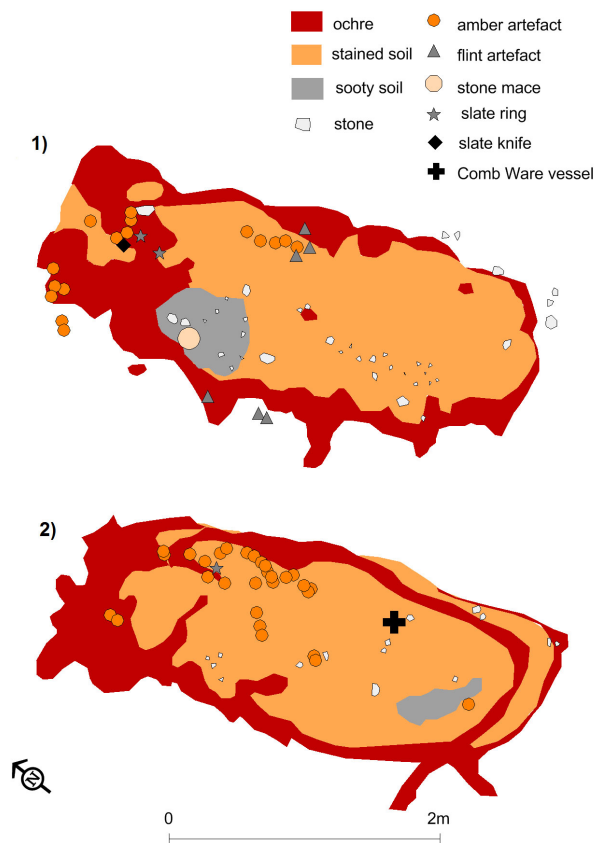 ochre
stained soil
sooty soil
stone
amber artefact
flint artefact
stone mace
slate ring
slate knife
Comb Ware vessel
1)
2)
N
0 2m